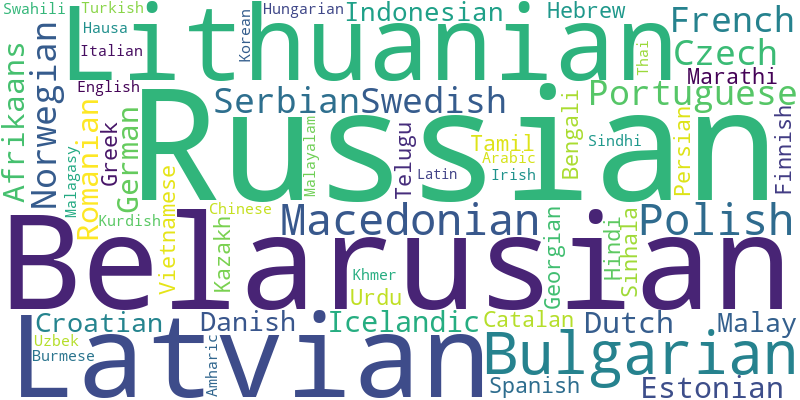 Swahili
Turkish
Hungarian
Indonesian
Hebrew
French
Hausa
Italian
Korean
Lithuanian
Thai
Czech
Marathi
English
Norwegian
Afrikaans
Serbian
Swedish
Portuguese
Russian
Romanian
Greek
German
Malagasy
Malayalam
Telugu
Tamil
Arabic
Latin
Irish
Bengali
Sindhi
Persian
Finnish
Vietnamese
Kurdish
Chinese
Kazakh
Macedonian
Polish
Belarusian
Khmer
Urdu
Georgian
Hindi
Sinhala
Croatian
Danish
Icelandic
Catalan
Dutch
Malay
Uzbek
Burmese
Amharic
Latvian
Bulgarian
Spanish
Estonian